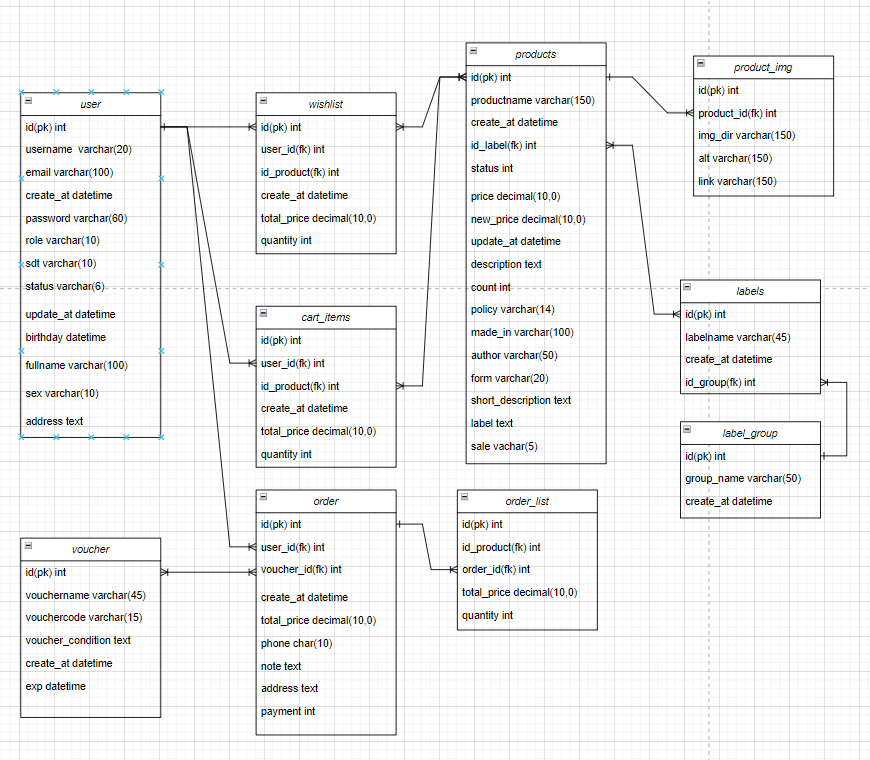 user
id(pk) int
username varchar(20)
email varchar(100)
create_at datetime
password varchar(60)
role varchar(10)
sdt varchar(10)
status varchar(6)
update_at datetime
birthday datetime
fullname varchar(100)
sex varchar(10)
address text
voucher
id(pk) int
vouchername varchar(45)
vouchercode varchar(15)
voucher_condition text
create_at datetime
exp datetime
wishlist
id(pk) int
user_id(fk) int
id_product(fk) int
create_at datetime
total_price decimal(10,0)
quantity int
cart_items
id(pk) int
user_id(fk) int
id_product(fk) int
create_at datetime
total_price decimal(10,0)
quantity int
order
id(pk) int
user_id(fk) int
voucher_id(fk) int
create_at datetime
total_price decimal(10,0)
phone char(10)
note text
address text
payment int
products
id(pk) int
productname varchar(150)
create_at datetime
id_label(fk) int
status int
price decimal(10,0)
new_price decimal(10,0)
update_at datetime
description text
count int
policy varchar(14)
made_in varchar(100)
author varchar(50)
form varchar(20)
short_description text
label text
sale vachar(5)
order_list
id(pk) int
id_product(fk) int
order_id(fk) int
total_price decimal(10,0)
quantity int
product_img
id(pk) int
product_id(fk) int
img_dir varchar(150)
alt varchar(150)
link varchar(150)
labels
id(pk) int
labelname varchar(45)
create_at datetime
id_group(fk) int
label_group
id(pk) int
group_name varchar(50)
create_at datetime